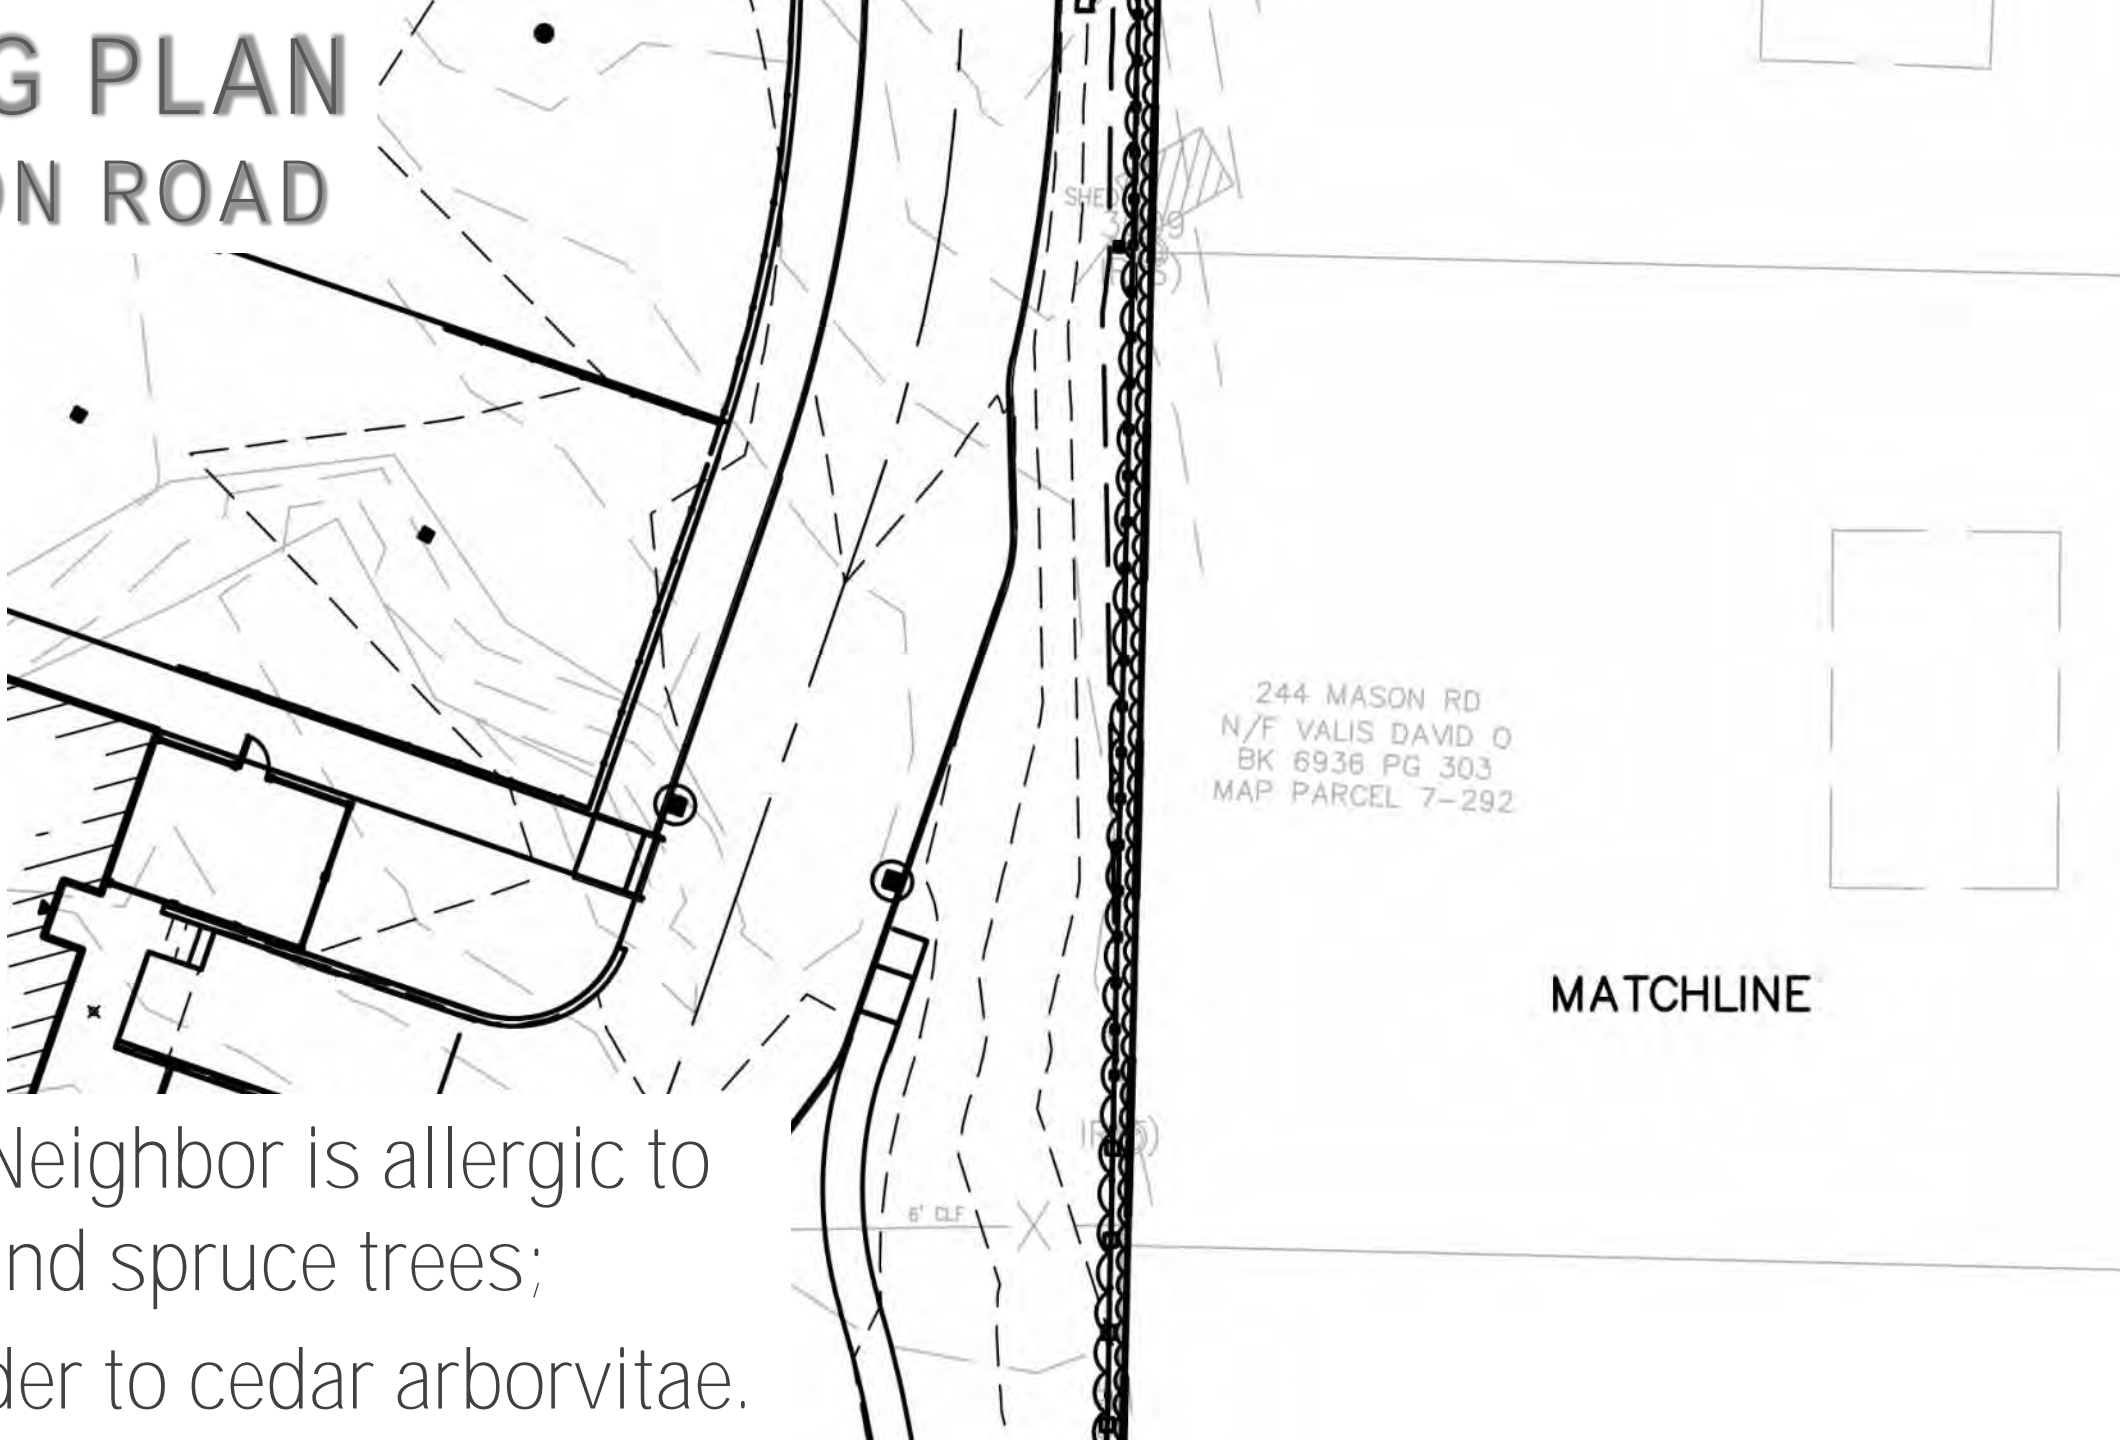 G PLAN
ON ROAD
SHED
244 MASON RD
N/F VALIS DAVID O
BK 6936 PG 303
MAP PARCEL 7-292
MATCHLINE
Neighbor is allergic to
nd spruce trees;
der to cedar arborvitae.
6' CLF